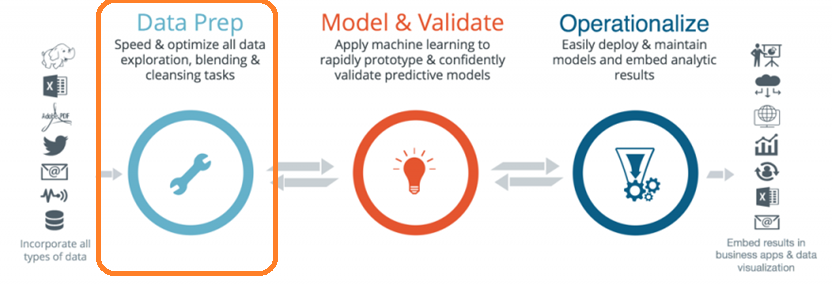 Data Prep
Speed & optimize all data
exploration, blending &
cleansing tasks
Model & Validate
Apply machine learning to
rapidly prototype & confidently
validate predictive models
Operationalize
Easily deploy & maintain
models and embed analytic
results
X
Adobe PDF
@
Incorporate all
types of data
X
@
Embed results in
business apps & data
visualization